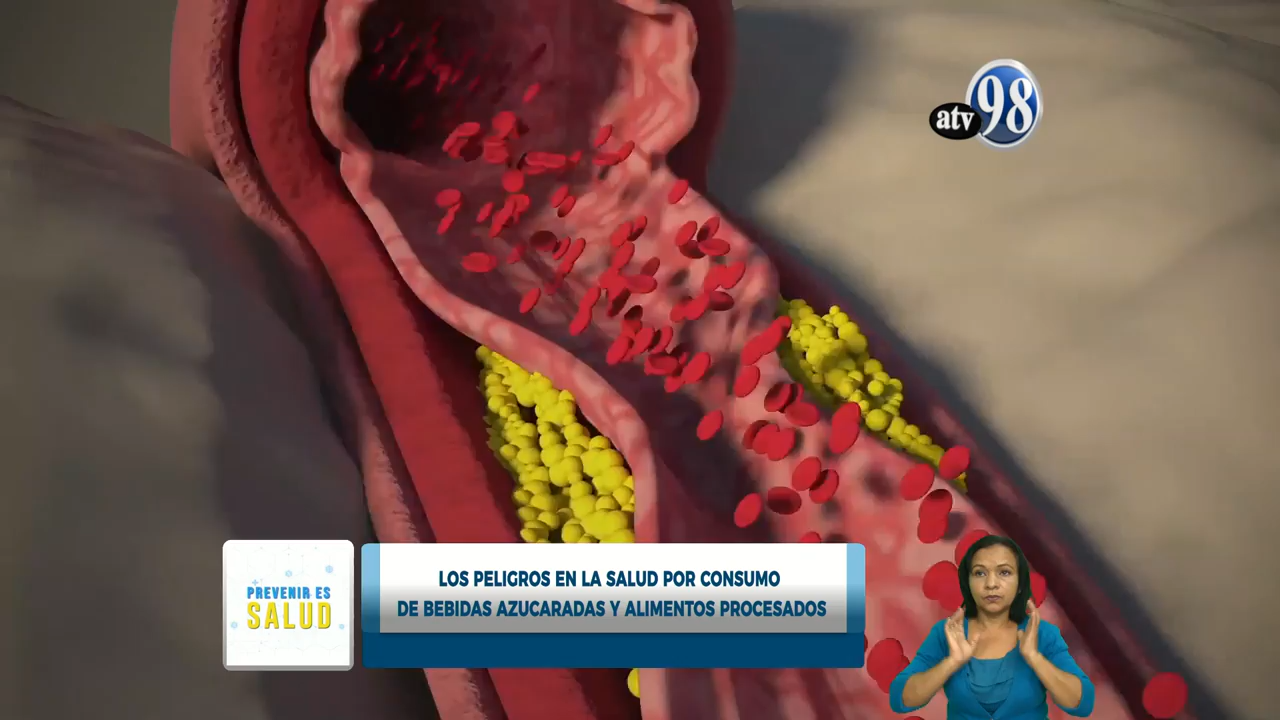 atv 98
PREVENIR ES
SALUD
LOS PELIGROS EN LA SALUD POR CONSUMO
DE BEBIDAS AZUCARADAS Y ALIMENTOS PROCESADOS